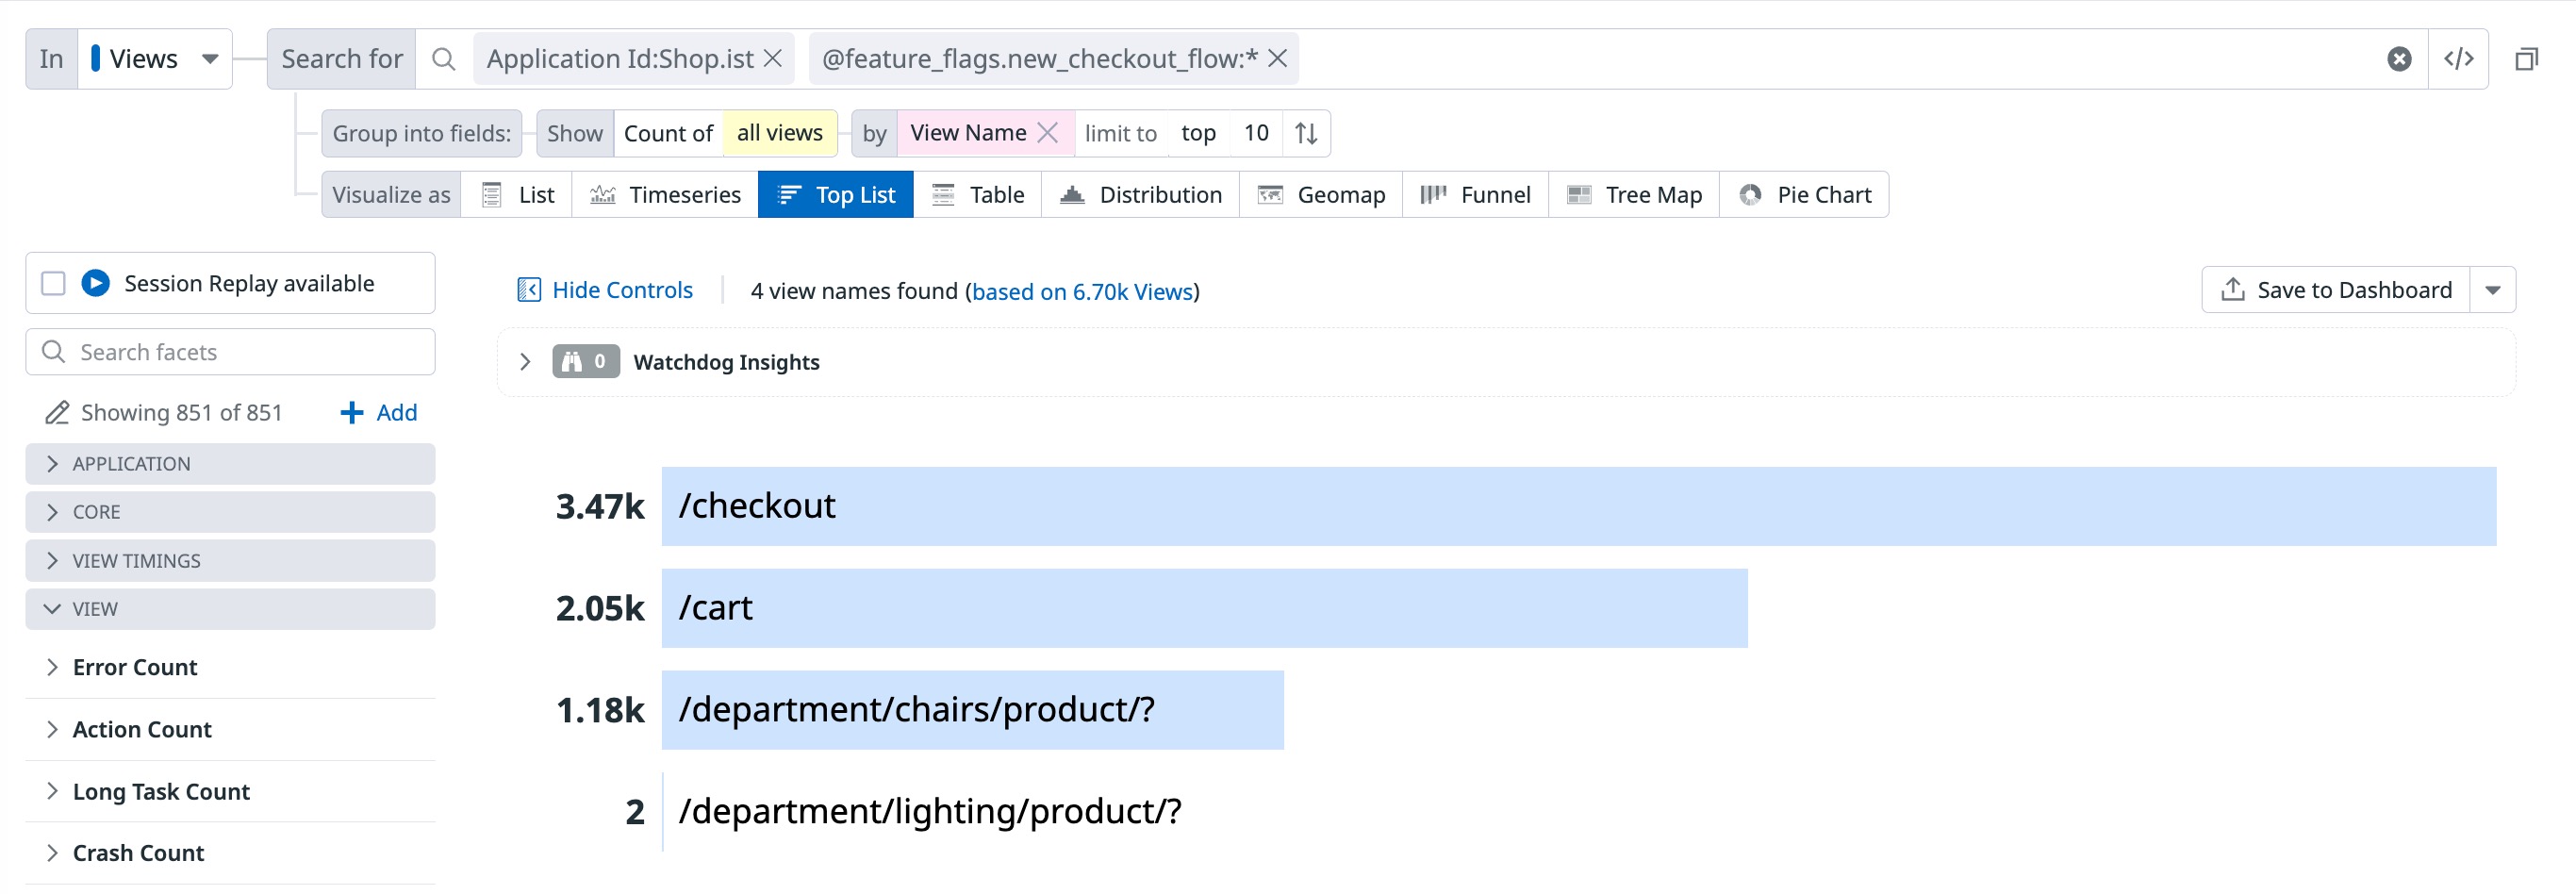 In Views Search for Application Id:Shop.ist @feature_flags.new_checkout_flow:* </>
Group into fields: Show Count of all views by View Name limit to top 10
Visualize as List Timeseries Top List Table Distribution Geomap Funnel Tree Map Pie Chart
Session Replay available
Search facets
Showing 851 of 851 + Add
APPLICATION
CORE
VIEW TIMINGS
VIEW
Error Count
Action Count
Long Task Count
Crash Count
Hide Controls 4 view names found (based on 6.70k Views) Save to Dashboard
0 Watchdog Insights
3.47k /checkout
2.05k /cart
1.18k /department/chairs/product/?
2 /department/lighting/product/?